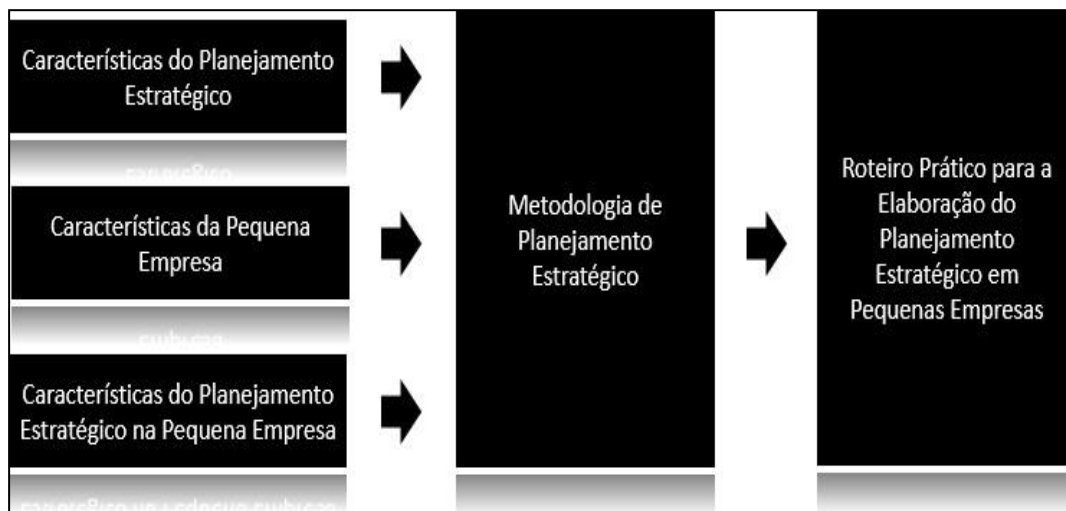 Características do Planejamento
Estratégico
Características da Pequena
Empresa
Características do Planejamento
Estratégico na Pequena Empresa
Metodologia de
Planejamento
Estratégico
Roteiro Prático para a
Elaboração do
Planejamento
Estratégico em
Pequenas Empresas